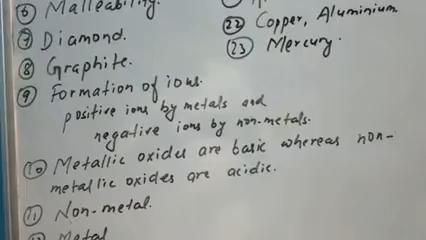 ⑥ Malleability.
⑦ Diamond.
⑧ Graphite.
⑨ Formation of ions.
positive ions by metals and
negative ions by non-metals.
⑩ Metallic oxides are basic whereas non-
metallic oxides are acidic.
⑪ Non-metal.
Metal
㉒ Copper, Aluminium
㉓ Mercury.